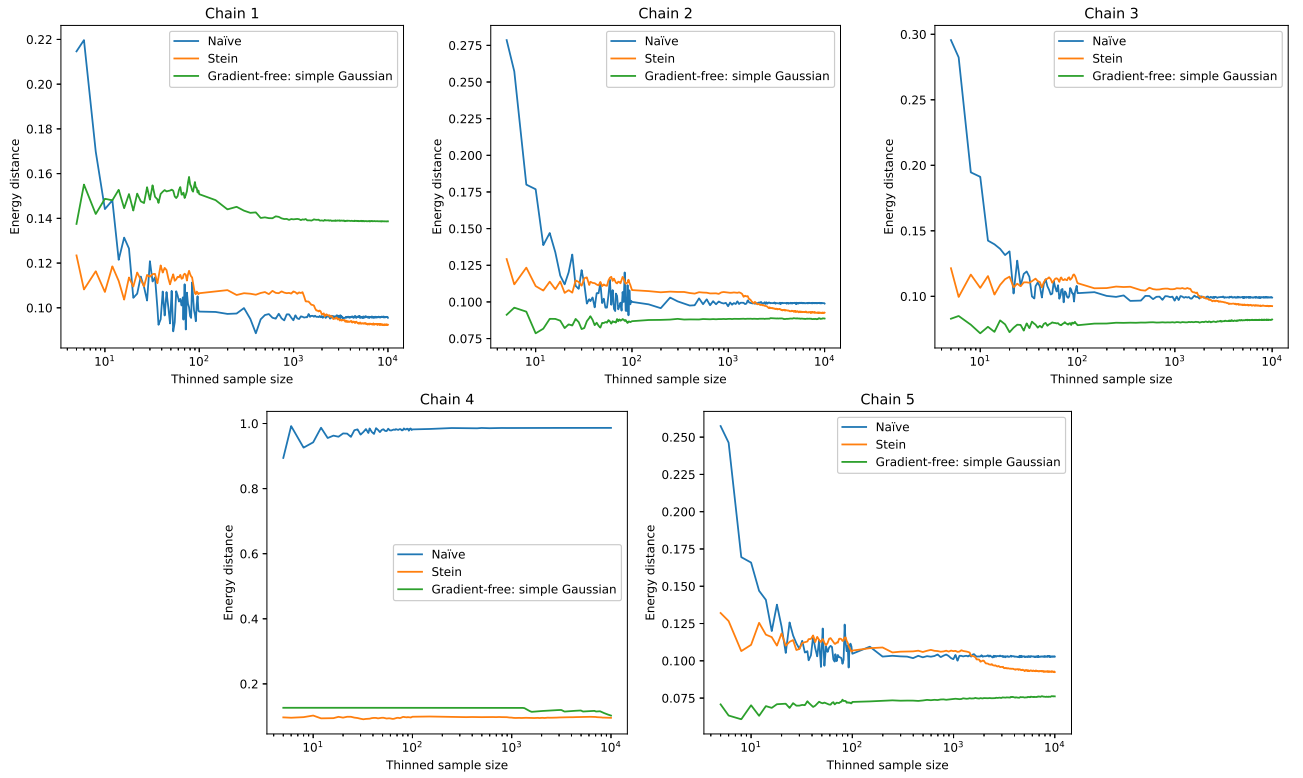 Chain 1
Energy distance
0.22
0.20
0.18
0.16
0.14
0.12
0.10
Naïve
Stein
Gradient-free: simple Gaussian
10¹ 10² 10³ 10⁴
Thinned sample size
Chain 2
Energy distance
0.275
0.250
0.225
0.200
0.175
0.150
0.125
0.100
0.075
Naïve
Stein
Gradient-free: simple Gaussian
10¹ 10² 10³ 10⁴
Thinned sample size
Chain 3
Energy distance
0.30
0.25
0.20
0.15
0.10
Naïve
Stein
Gradient-free: simple Gaussian
10¹ 10² 10³ 10⁴
Thinned sample size
Chain 4
Energy distance
1.0
0.8
0.6
0.4
0.2
Naïve
Stein
Gradient-free: simple Gaussian
10¹ 10² 10³ 10⁴
Thinned sample size
Chain 5
Energy distance
0.250
0.225
0.200
0.175
0.150
0.125
0.100
0.075
Naïve
Stein
Gradient-free: simple Gaussian
10¹ 10² 10³ 10⁴
Thinned sample size